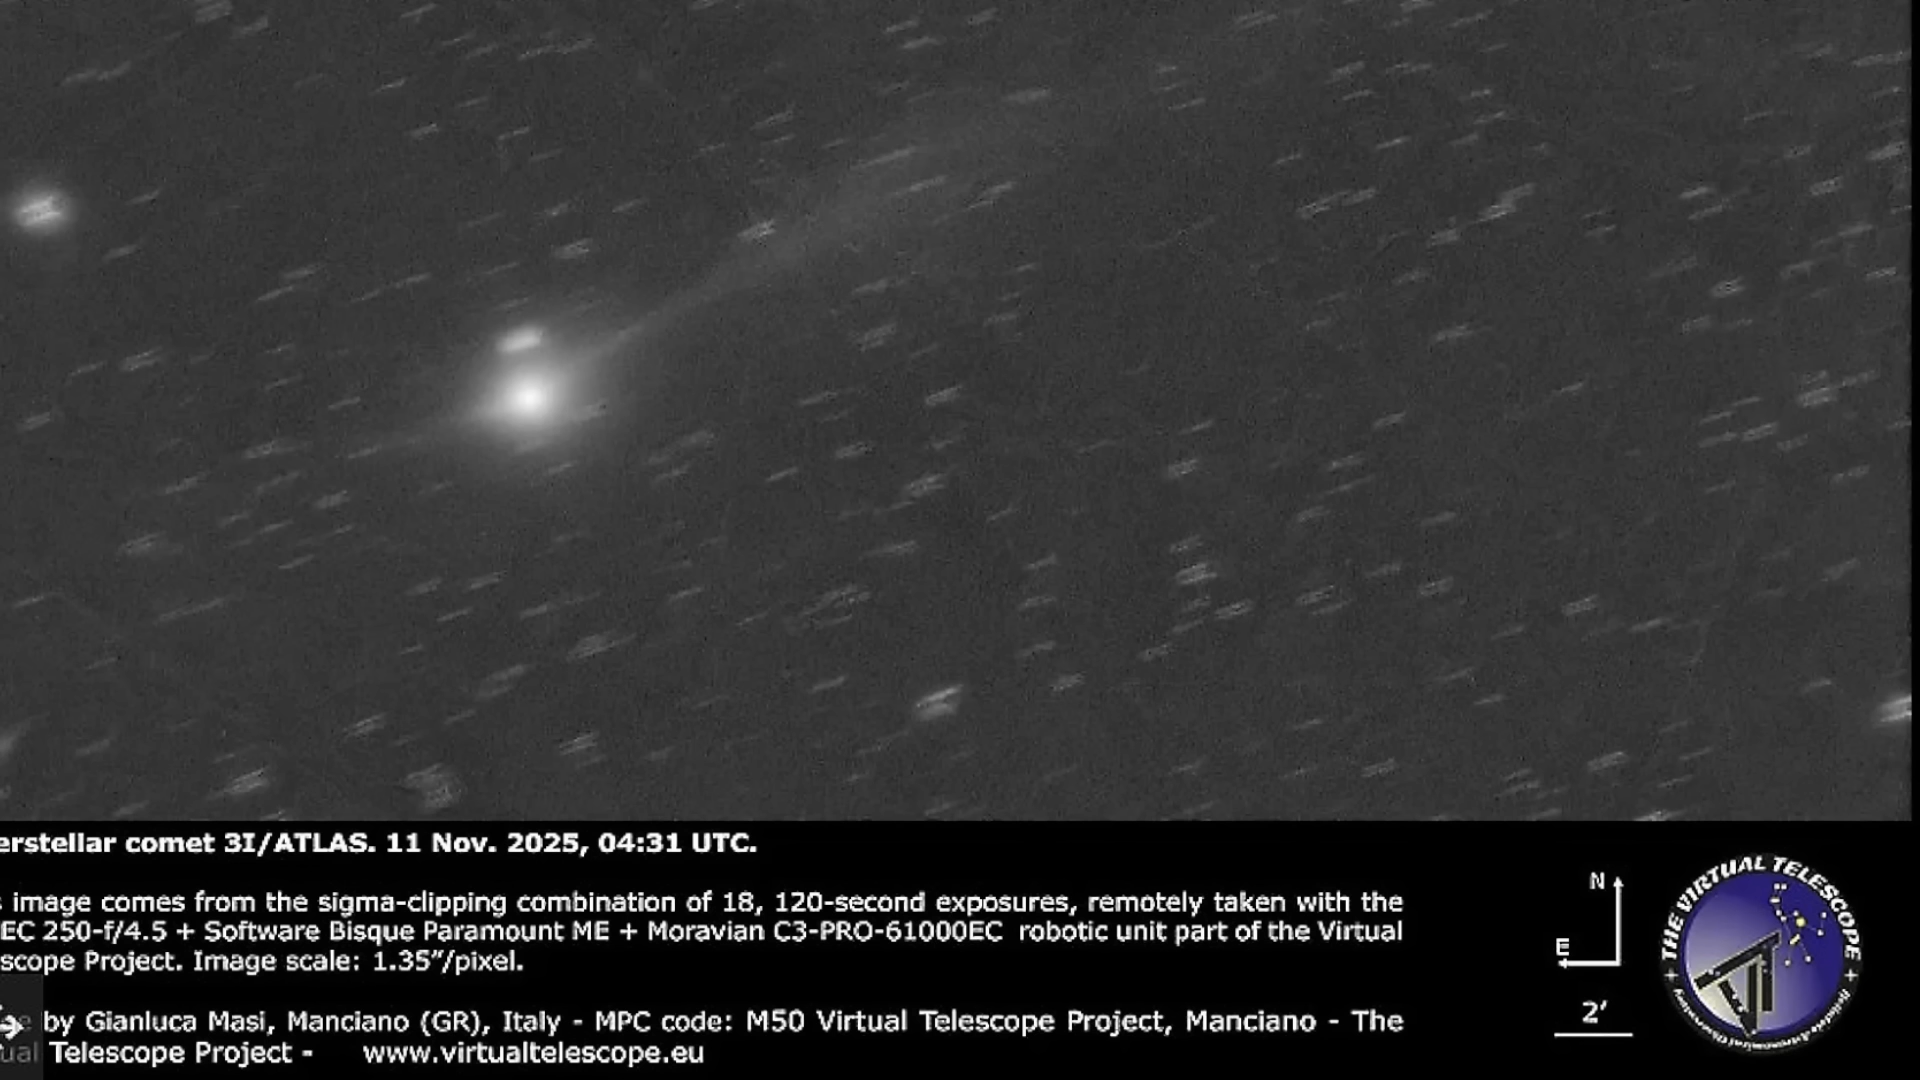 erstellar comet 3I/ATLAS. 11 Nov. 2025, 04:31 UTC.
image comes from the sigma-clipping combination of 18, 120-second exposures, remotely taken with the
EC 250-f/4.5 + Software Bisque Paramount ME + Moravian C3-PRO-61000EC robotic unit part of the Virtual
scope Project. Image scale: 1.35”/pixel.
by Gianluca Masi, Manciano (GR), Italy - MPC code: M50 Virtual Telescope Project, Manciano - The
ual Telescope Project - www.virtualtelescope.eu
N
E
2’
THE VIRTUAL TELESCOPE